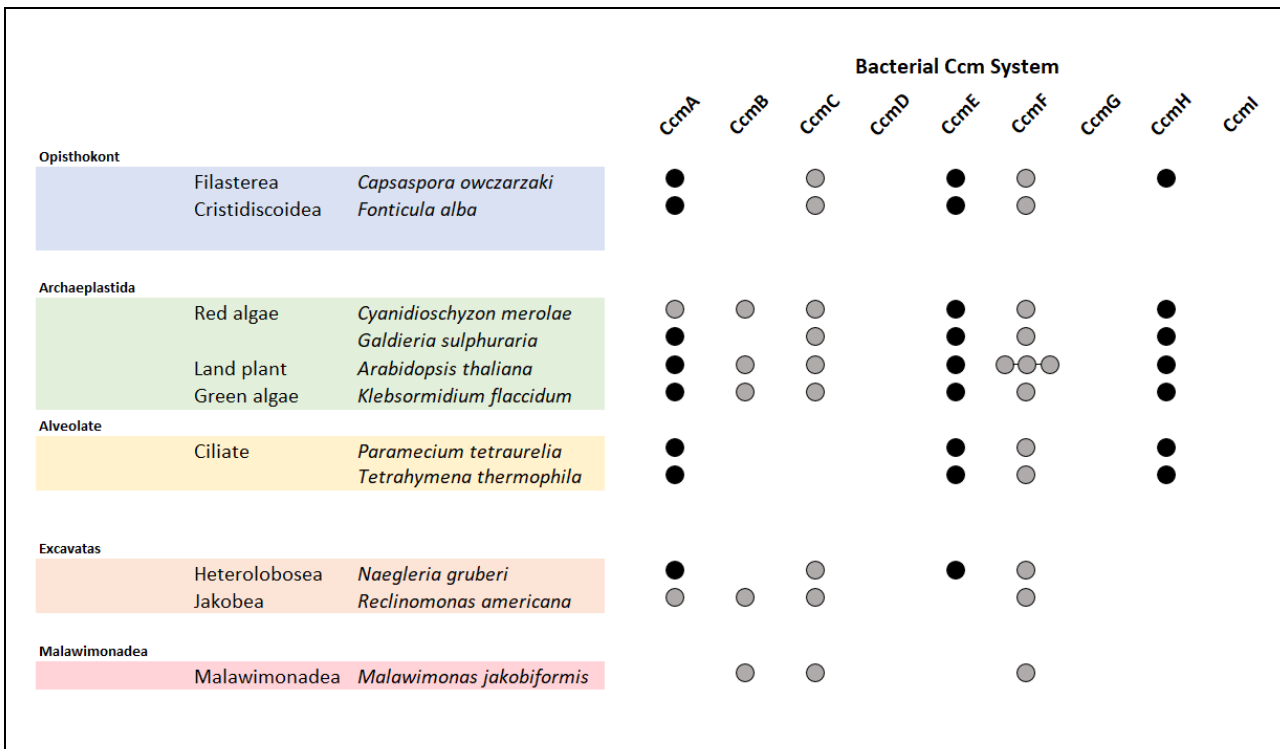 Bacterial Ccm System
CcmA CcmB CcmC CcmD CcmE CcmF CcmG CcmH CcmI
Opisthokont
Filasterea Capsaspora owczarzaki
Cristidiscoidea Fonticula alba
Archaeplastida
Red algae Cyanidioschyzon merolae
Galdieria sulphuraria
Land plant Arabidopsis thaliana
Green algae Klebsormidium flaccidum
Alveolate
Ciliate Paramecium tetraurelia
Tetrahymena thermophila
Excavatas
Heterolobosea Naegleria gruberi
Jakobea Reclinomonas americana
Malawimonadea
Malawimonadea Malawimonas jakobiformis